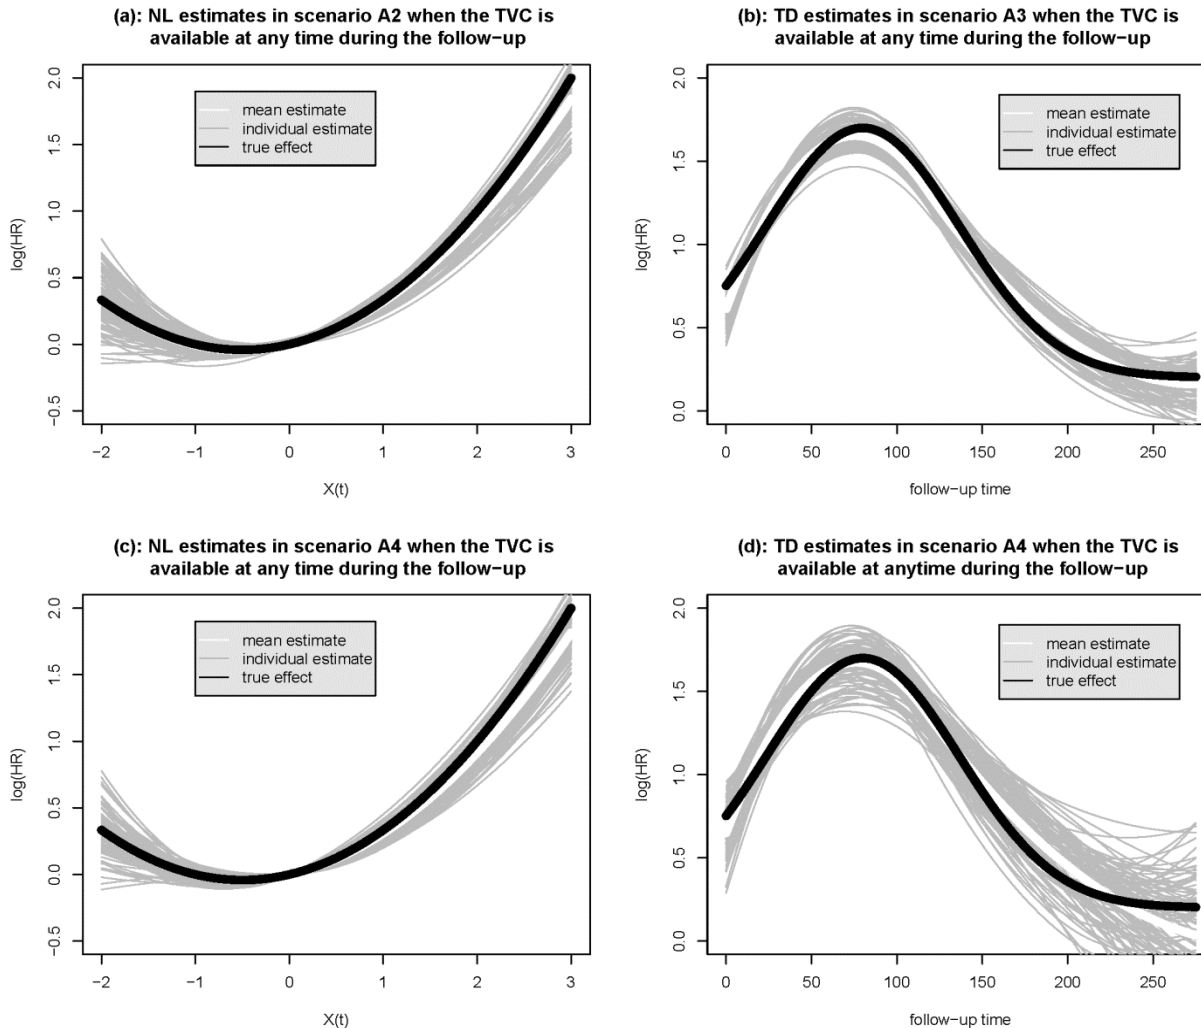 (a): NL estimates in scenario A2 when the TVC is
available at any time during the follow−up
log(HR)
2.0
1.5
1.0
0.5
0.0
−0.5
mean estimate
individual estimate
true effect
−2 −1 0 1 2 3
X(t)
(b): TD estimates in scenario A3 when the TVC is
available at any time during the follow−up
log(HR)
2.0
1.5
1.0
0.5
0.0
mean estimate
individual estimate
true effect
0 50 100 150 200 250
follow−up time
(c): NL estimates in scenario A4 when the TVC is
available at any time during the follow−up
log(HR)
2.0
1.5
1.0
0.5
0.0
−0.5
mean estimate
individual estimate
true effect
−2 −1 0 1 2 3
X(t)
(d): TD estimates in scenario A4 when the TVC is
available at anytime during the follow−up
log(HR)
2.0
1.5
1.0
0.5
0.0
mean estimate
individual estimate
true effect
0 50 100 150 200 250
follow−up time